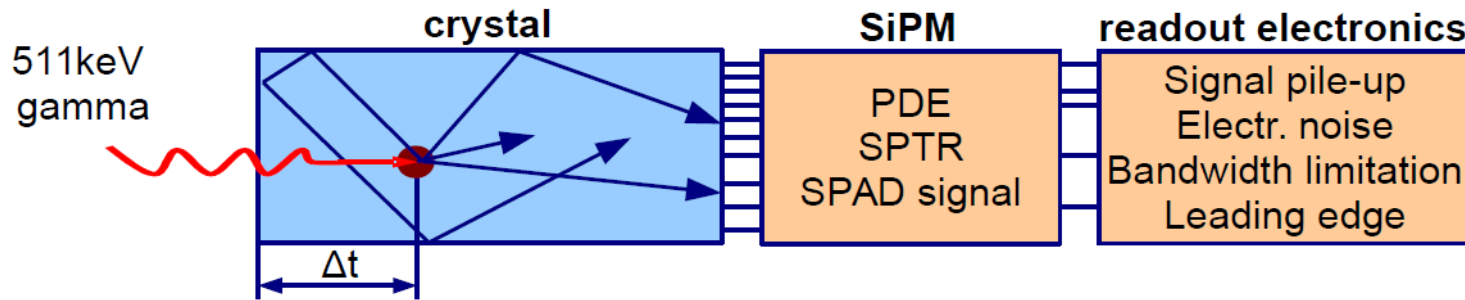 crystal
SiPM
readout electronics
511keV
gamma
PDE
SPTR
SPAD signal
Signal pile-up
Electr. noise
Bandwidth limitation
Leading edge
Δt